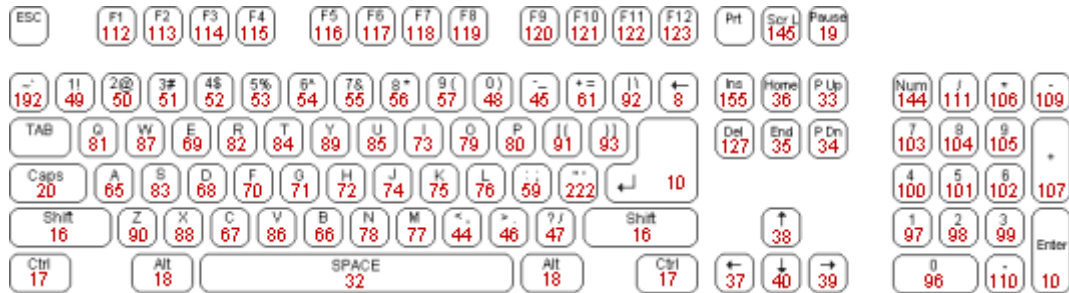 ESC F1 F2 F3 F4 F5 F6 F7 F8 F9 F10 F11 F12 Prt Scr L Pause
112 113 114 115 116 117 118 119 120 121 122 123 145 19
~ ` 1! 2@ 3# 4$ 5% 6^ 7& 8* 9( 0) - _ + = | \ ← Ins Home P Up Num / * -
192 49 50 51 52 53 54 55 56 57 48 45 61 92 8 155 36 33 144 111 106 109
TAB Q W E R T Y U I O P [ { } ] Del End P Dn 7 8 9 +
81 87 69 82 84 89 85 73 79 80 91 93 127 35 34 103 104 105
Caps A S D F G H J K L ; : " ' ↵ 10 4 5 6
20 65 83 68 70 71 72 74 75 76 59 222 100 101 102 107
Shift Z X C V B N M < , > . ? / Shift ↑ 1 2 3 Enter
16 90 88 67 86 66 78 77 44 46 47 16 38 97 98 99
Ctrl Alt SPACE Alt Ctrl ← ↓ → 0 .
17 18 32 18 17 37 40 39 96 110 10